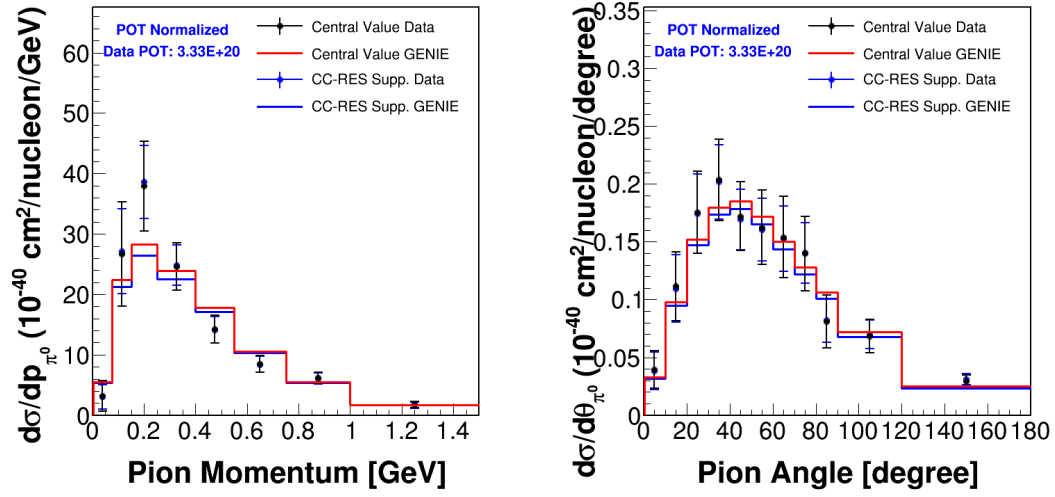 dσ/dp_π⁰ (10⁻⁴⁰ cm²/nucleon/GeV)
60
50
40
30
20
10
0
POT Normalized
Data POT: 3.33E+20
Central Value Data
Central Value GENIE
CC-RES Supp. Data
CC-RES Supp. GENIE
0 0.2 0.4 0.6 0.8 1 1.2 1.4
Pion Momentum [GeV]
dσ/dθ_π⁰ (10⁻⁴⁰ cm²/nucleon/degree)
0.35
0.3
0.25
0.2
0.15
0.1
0.05
0
POT Normalized
Data POT: 3.33E+20
Central Value Data
Central Value GENIE
CC-RES Supp. Data
CC-RES Supp. GENIE
0 20 40 60 80 100 120 140 160 180
Pion Angle [degree]